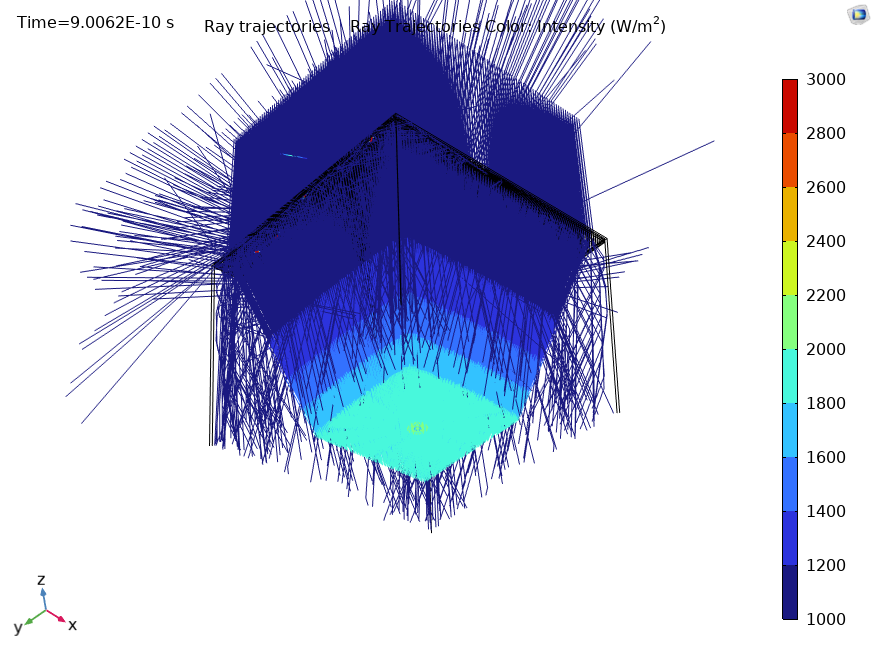 Time=9.0062E-10 s
Ray trajectories Ray Trajectories Color: Intensity (W/m²)
3000
2800
2600
2400
2200
2000
1800
1600
1400
1200
1000
z
y
x